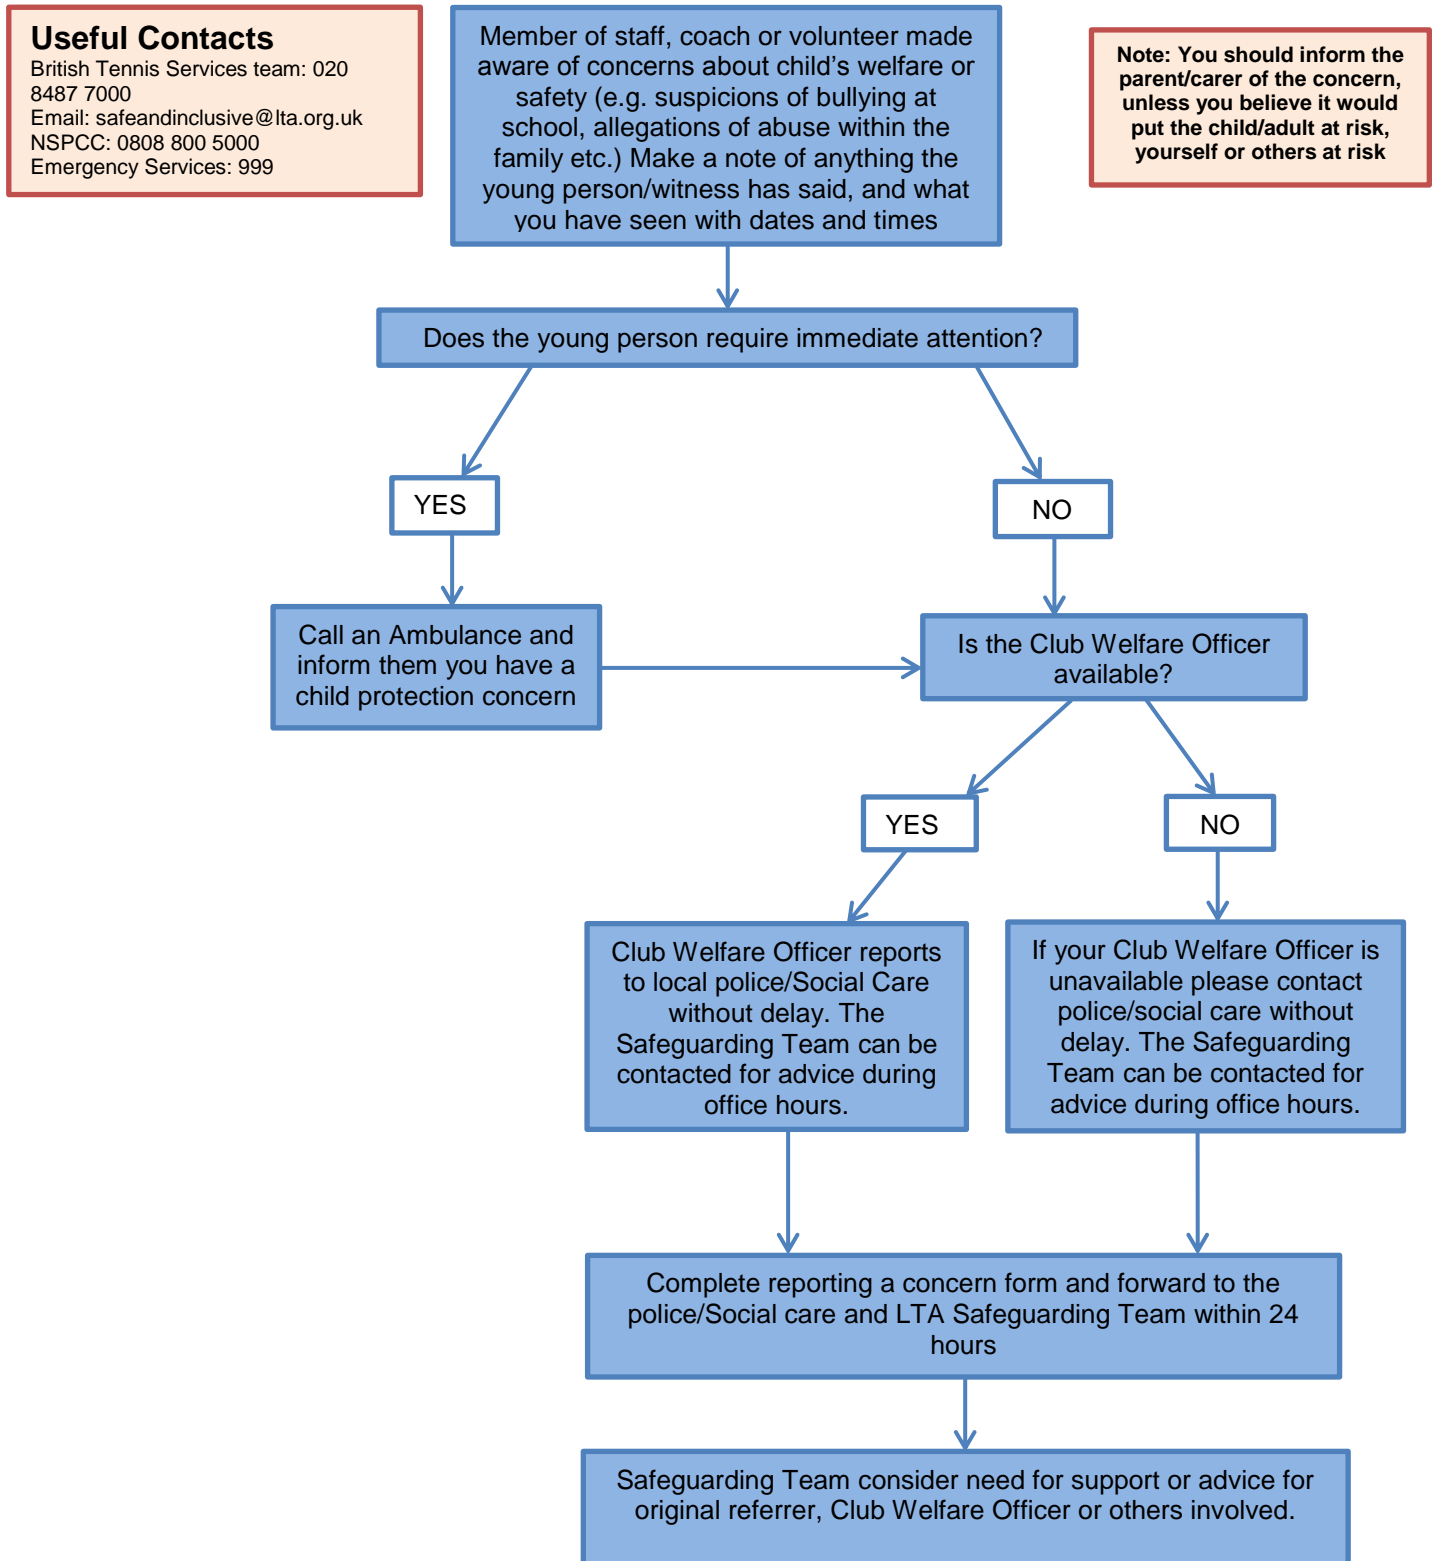 Useful Contacts
British Tennis Services team: 020
8487 7000
Email: safeandinclusive@lta.org.uk
NSPCC: 0808 800 5000
Emergency Services: 999
Member of staff, coach or volunteer made
aware of concerns about child’s welfare or
safety (e.g. suspicions of bullying at
school, allegations of abuse within the
family etc.) Make a note of anything the
young person/witness has said, and what
you have seen with dates and times
Note: You should inform the
parent/carer of the concern,
unless you believe it would
put the child/adult at risk,
yourself or others at risk
Does the young person require immediate attention?
YES
NO
Call an Ambulance and
inform them you have a
child protection concern
Is the Club Welfare Officer
available?
YES
NO
Club Welfare Officer reports
to local police/Social Care
without delay. The
Safeguarding Team can be
contacted for advice during
office hours.
If your Club Welfare Officer is
unavailable please contact
police/social care without
delay. The Safeguarding
Team can be contacted for
advice during office hours.
Complete reporting a concern form and forward to the
police/Social care and LTA Safeguarding Team within 24
hours
Safeguarding Team consider need for support or advice for
original referrer, Club Welfare Officer or others involved.